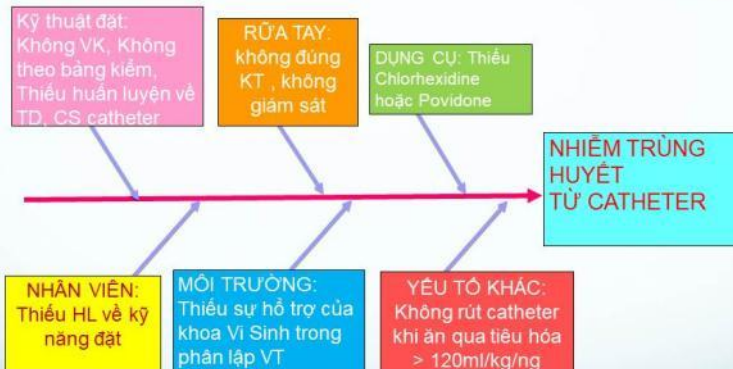 Kỹ thuật đặt:
Không VK, Không
theo bảng kiểm,
Thiếu huấn luyện về
TD, CS catheter
RỮA TAY:
không đúng
KT , không
giám sát
DỤNG CỤ: Thiếu
Chlorhexidine
hoặc Povidone
NHIỄM TRÙNG
HUYẾT
TỪ CATHETER
NHÂN VIÊN:
Thiếu HL về kỹ
năng đặt
MÔI TRƯỜNG:
Thiếu sự hồ trợ của
khoa Vi Sinh trong
phân lập VT
YẾU TỐ KHÁC:
Không rút catheter
khi ăn qua tiêu hóa
> 120ml/kg/ng